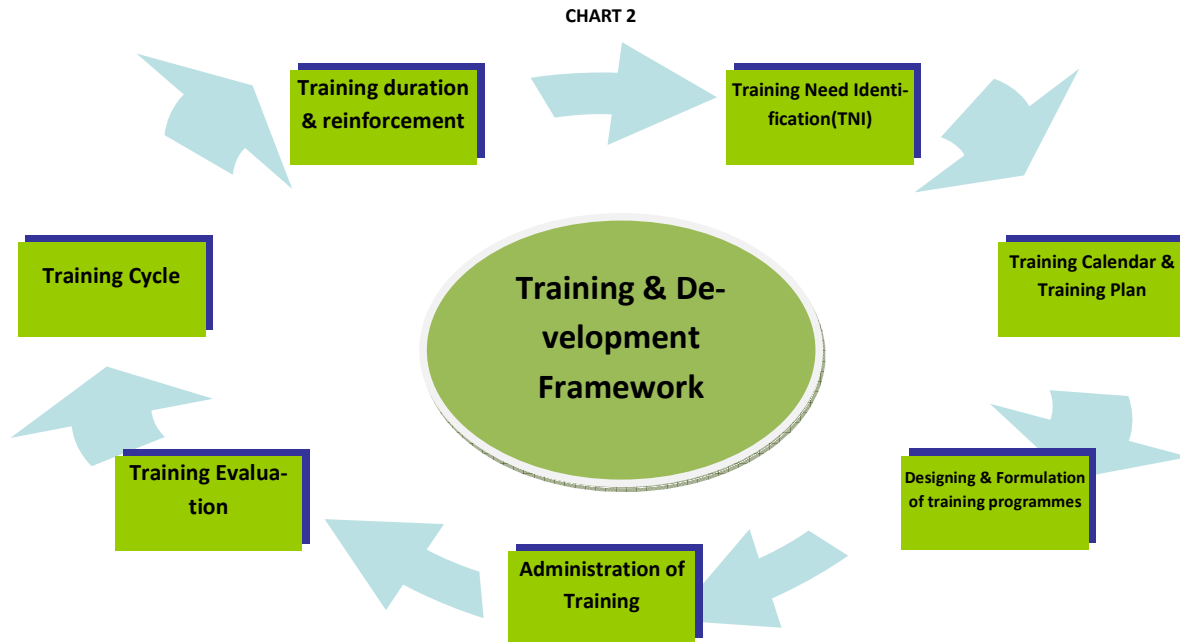 CHART 2
Training duration
& reinforcement
Training Need Identi-
fication(TNI)
Training Calendar &
Training Plan
Designing & Formulation
of training programmes
Administration of
Training
Training Evalua-
tion
Training Cycle
Training & De-
velopment
Framework